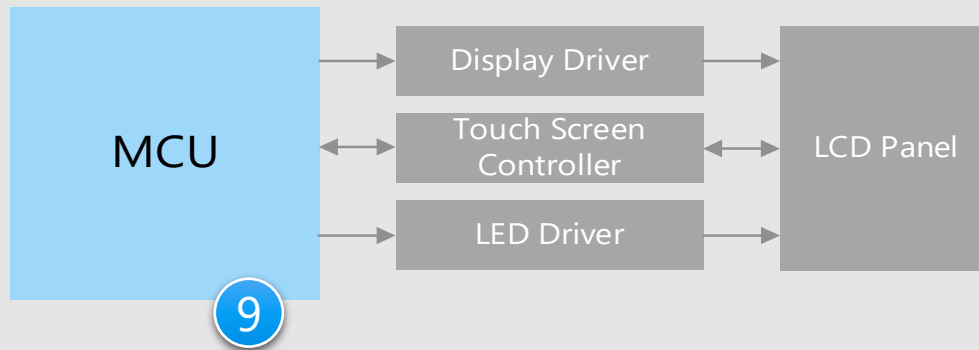 MCU
Display Driver
Touch Screen
Controller
LED Driver
LCD Panel
9